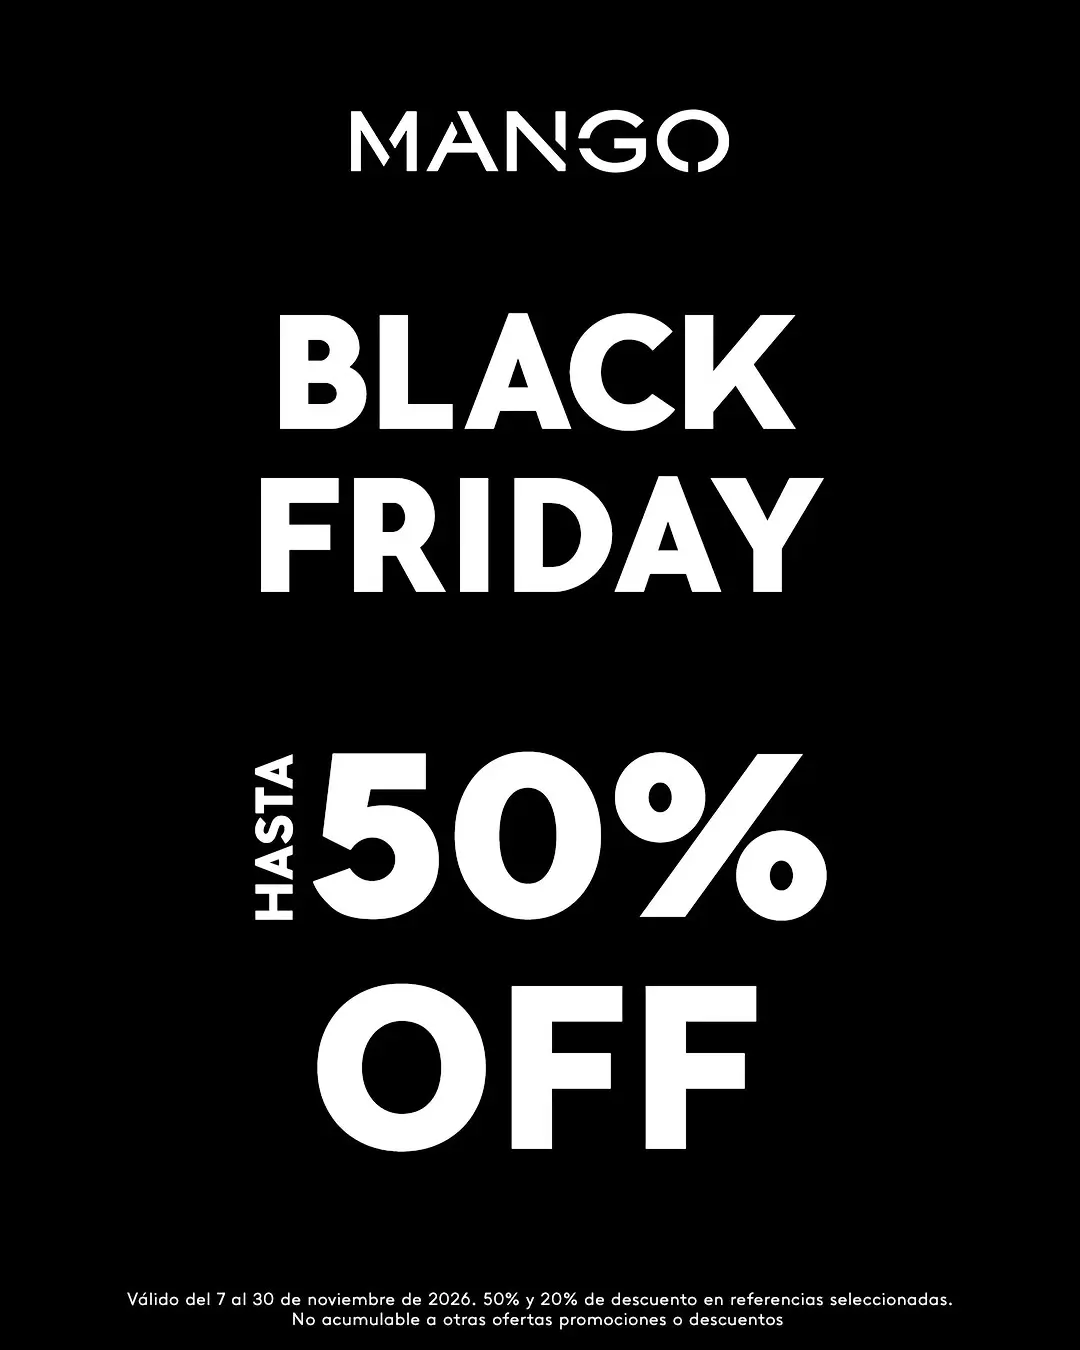 MANGO
BLACK
FRIDAY
HASTA
50%
OFF
Válido del 7 al 30 de noviembre de 2026. 50% y 20% de descuento en referencias seleccionadas.
No acumulable a otras ofertas promociones o descuentos